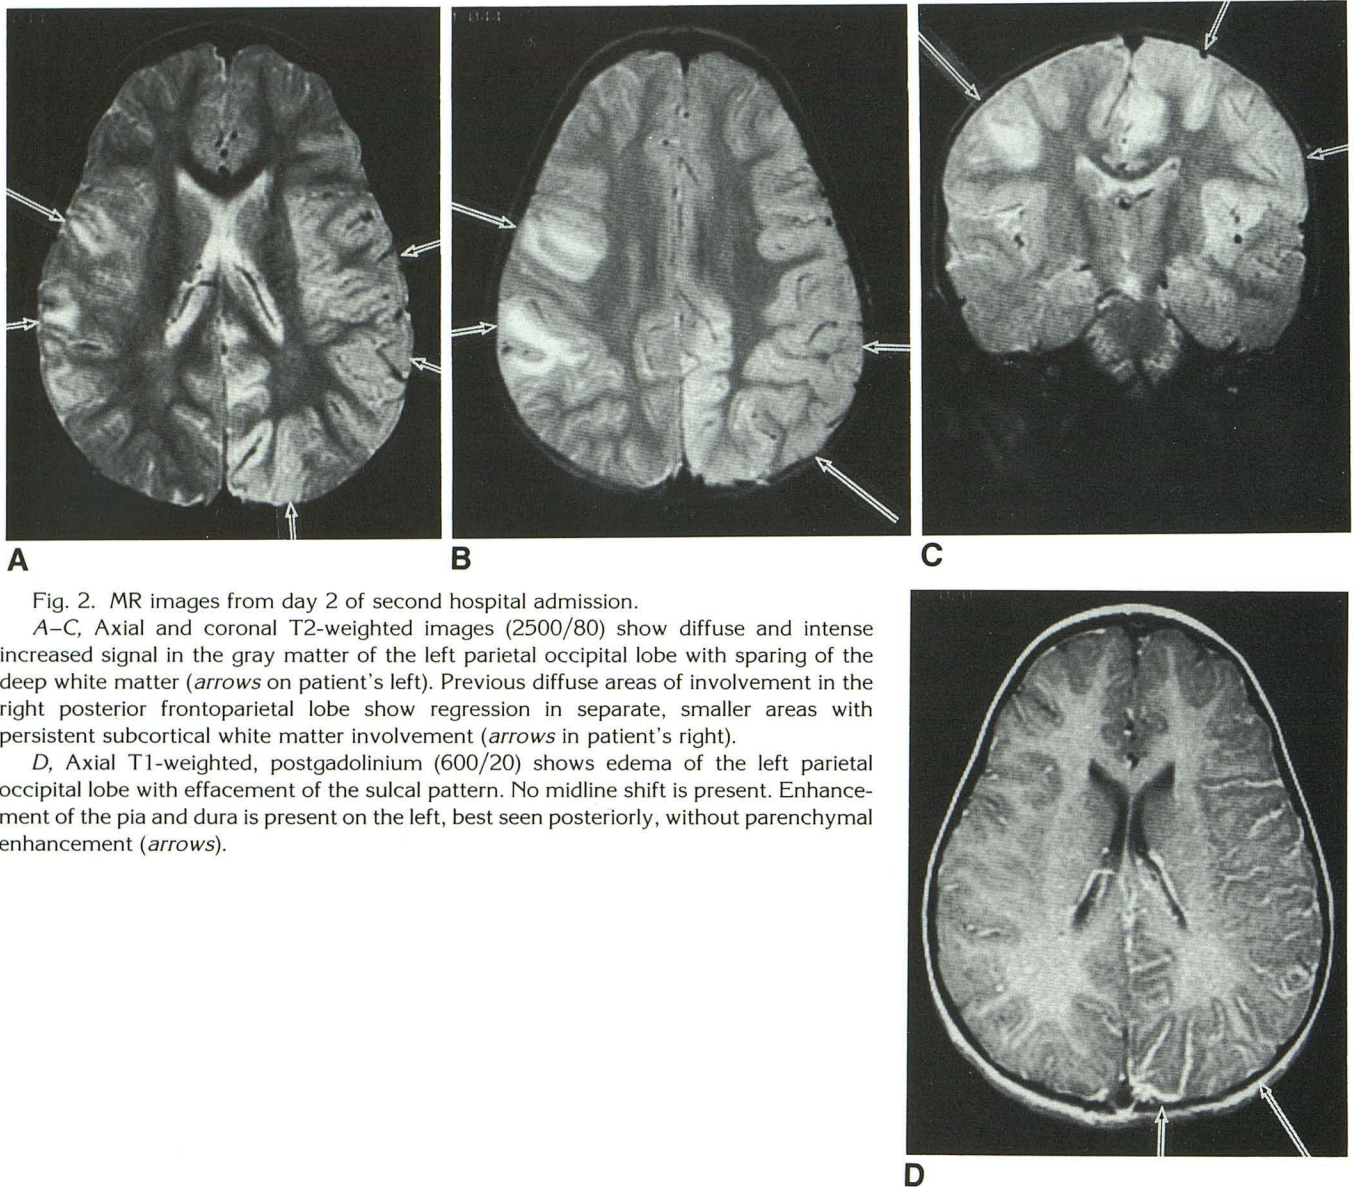 A
B
C
Fig. 2. MR images from day 2 of second hospital admission.
A–C, Axial and coronal T2-weighted images (2500/80) show diffuse and intense
increased signal in the gray matter of the left parietal occipital lobe with sparing of the
deep white matter (arrows on patient's left). Previous diffuse areas of involvement in the
right posterior frontoparietal lobe show regression in separate, smaller areas with
persistent subcortical white matter involvement (arrows in patient's right).
D, Axial T1-weighted, postgadolinium (600/20) shows edema of the left parietal
occipital lobe with effacement of the sulcal pattern. No midline shift is present. Enhance-
ment of the pia and dura is present on the left, best seen posteriorly, without parenchymal
enhancement (arrows).
D